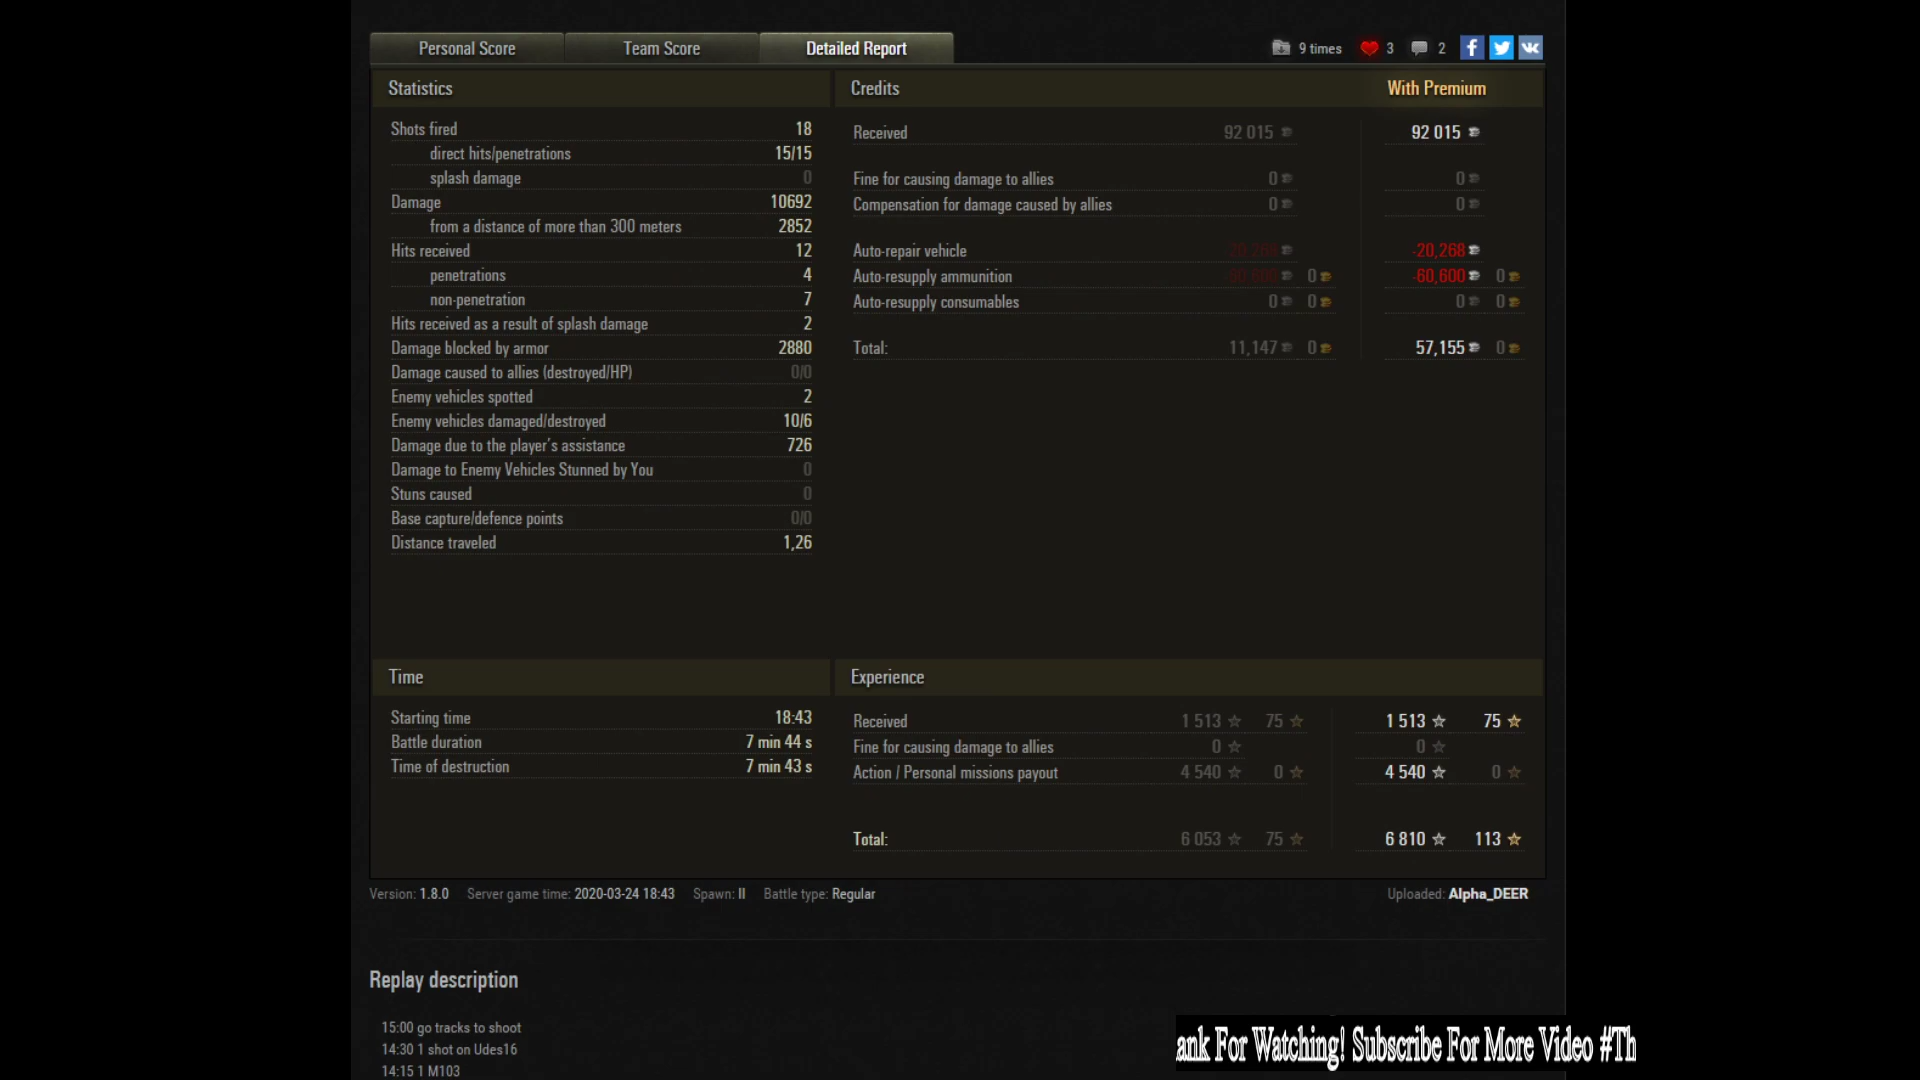 Personal Score Team Score Detailed Report 9 times 3 2
Statistics
Shots fired 18
direct hits/penetrations 15/15
splash damage 0
Damage 10692
from a distance of more than 300 meters 2852
Hits received 12
penetrations 4
non-penetration 7
Hits received as a result of splash damage 2
Damage blocked by armor 2880
Damage caused to allies (destroyed/HP) 0/0
Enemy vehicles spotted 2
Enemy vehicles damaged/destroyed 10/6
Damage due to the player's assistance 726
Damage to Enemy Vehicles Stunned by You 0
Stuns caused 0
Base capture/defence points 0/0
Distance traveled 1,26
Credits With Premium
Received 92 015 92 015
Fine for causing damage to allies 0 0
Compensation for damage caused by allies 0 0
Auto-repair vehicle -20,268 -20,268
Auto-resupply ammunition -60,600 0 -60,600 0
Auto-resupply consumables 0 0 0 0
Total: 11,147 0 57,155 0
Time
Starting time 18:43
Battle duration 7 min 44 s
Time of destruction 7 min 43 s
Experience
Received 1 513 75 1 513 75
Fine for causing damage to allies 0 0
Action / Personal missions payout 4 540 0 4 540 0
Total: 6 053 75 6 810 113
Version: 1.8.0 Server game time: 2020-03-24 18:43 Spawn: II Battle type: Regular Uploaded: Alpha_DEER
Replay description
15:00 go tracks to shoot
14:30 1 shot on Udes16
14:15 1 M103
ank For Watching! Subscribe For More Video #Th